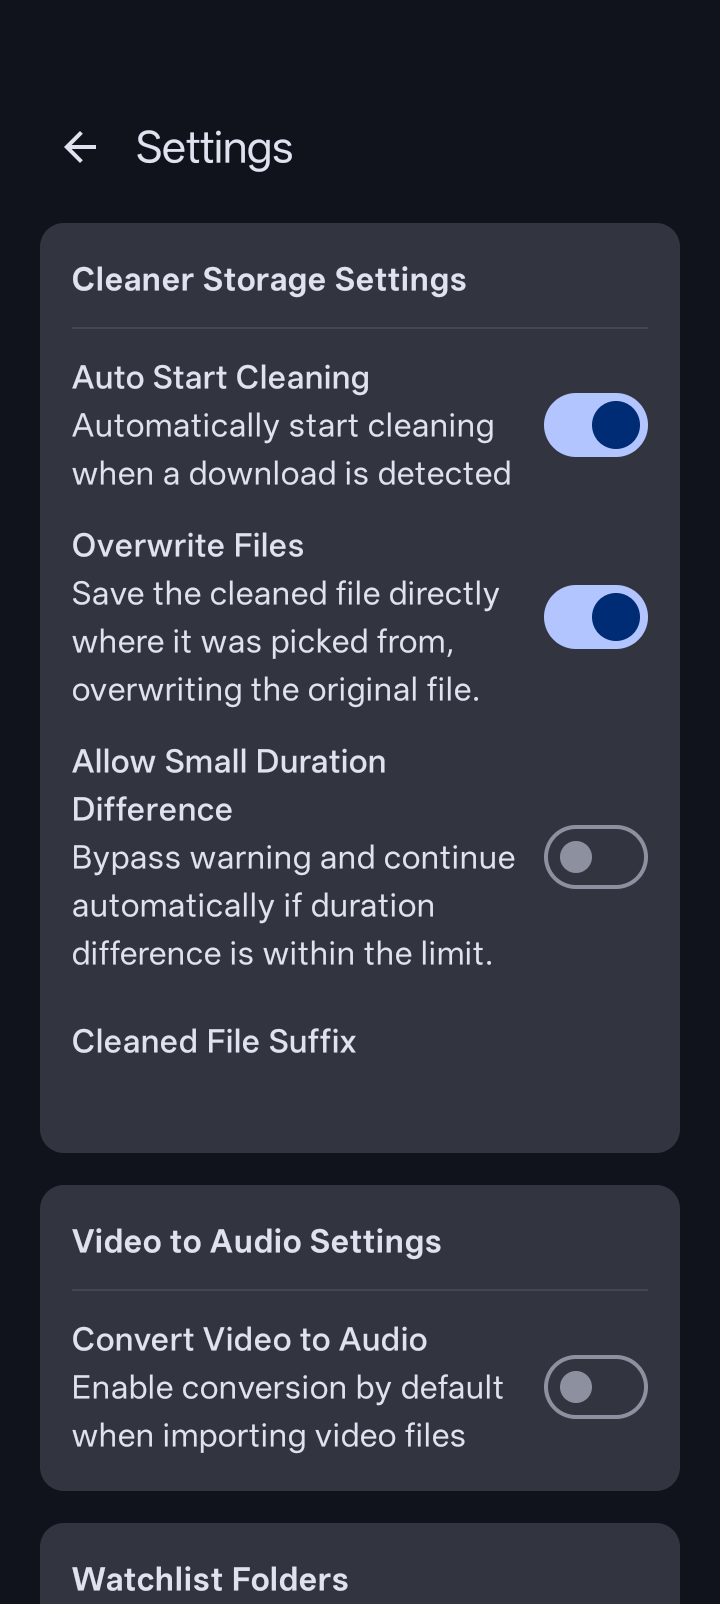 Settings
Cleaner Storage Settings
Auto Start Cleaning
Automatically start cleaning
when a download is detected
Overwrite Files
Save the cleaned file directly
where it was picked from,
overwriting the original file.
Allow Small Duration
Difference
Bypass warning and continue
automatically if duration
difference is within the limit.
Cleaned File Suffix
Video to Audio Settings
Convert Video to Audio
Enable conversion by default
when importing video files
Watchlist Folders